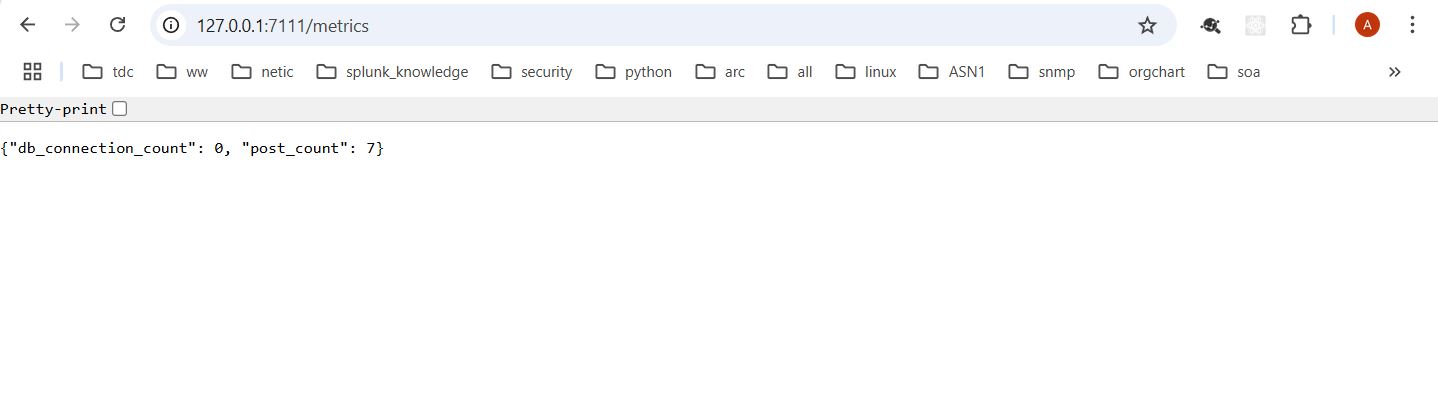 127.0.0.1:7111/metrics
A
tdc ww netic splunk_knowledge security python arc all linux ASN1 snmp orgchart soa
Pretty-print
{"db_connection_count": 0, "post_count": 7}